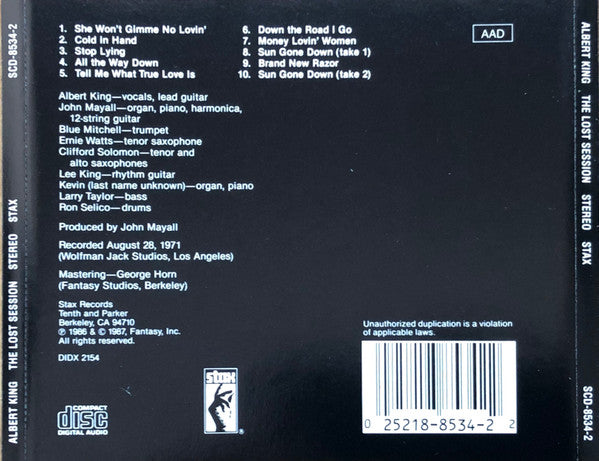 SCD-8534-2
ALBERT KING THE LOST SESSION STEREO STAX
1. She Won't Gimme No Lovin'
2. Cold In Hand
3. Stop Lying
4. All the Way Down
5. Tell Me What True Love Is
6. Down the Road I Go
7. Money Lovin' Women
8. Sun Gone Down (take 1)
9. Brand New Razor
10. Sun Gone Down (take 2)
AAD
Albert King—vocals, lead guitar
John Mayall—organ, piano, harmonica,
12-string guitar
Blue Mitchell—trumpet
Ernie Watts—tenor saxophone
Clifford Solomon—tenor and
alto saxophones
Lee King—rhythm guitar
Kevin (last name unknown)—organ, piano
Larry Taylor—bass
Ron Selico—drums
Produced by John Mayall
Recorded August 28, 1971
(Wolfman Jack Studios, Los Angeles)
Mastering—George Horn
(Fantasy Studios, Berkeley)
Stax Records
Tenth and Parker
Berkeley, CA 94710
℗ 1986 & © 1987, Fantasy, Inc.
All rights reserved.
DIDX 2154
COMPACT
disc
DIGITAL AUDIO
stax
Unauthorized duplication is a violation
of applicable laws.
0 25218-8534-2 2
ALBERT KING THE LOST SESSION STEREO STAX
SCD-8534-2